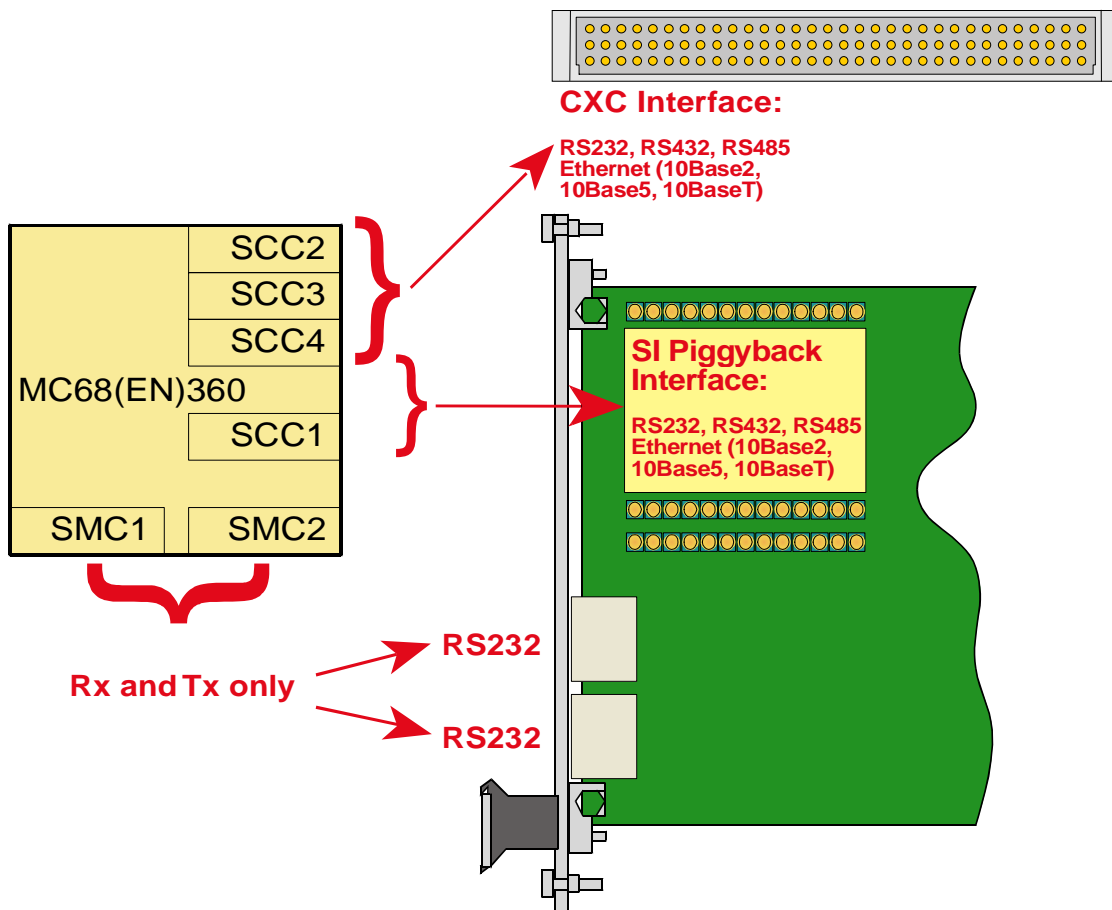 CXC Interface:
RS232, RS432, RS485
Ethernet (10Base2,
10Base5, 10BaseT)
SCC2
SCC3
SCC4
MC68(EN)360
SCC1
SMC1
SMC2
SI Piggyback
Interface:
RS232, RS432, RS485
Ethernet (10Base2,
10Base5, 10BaseT)
Rx and Tx only
RS232
RS232